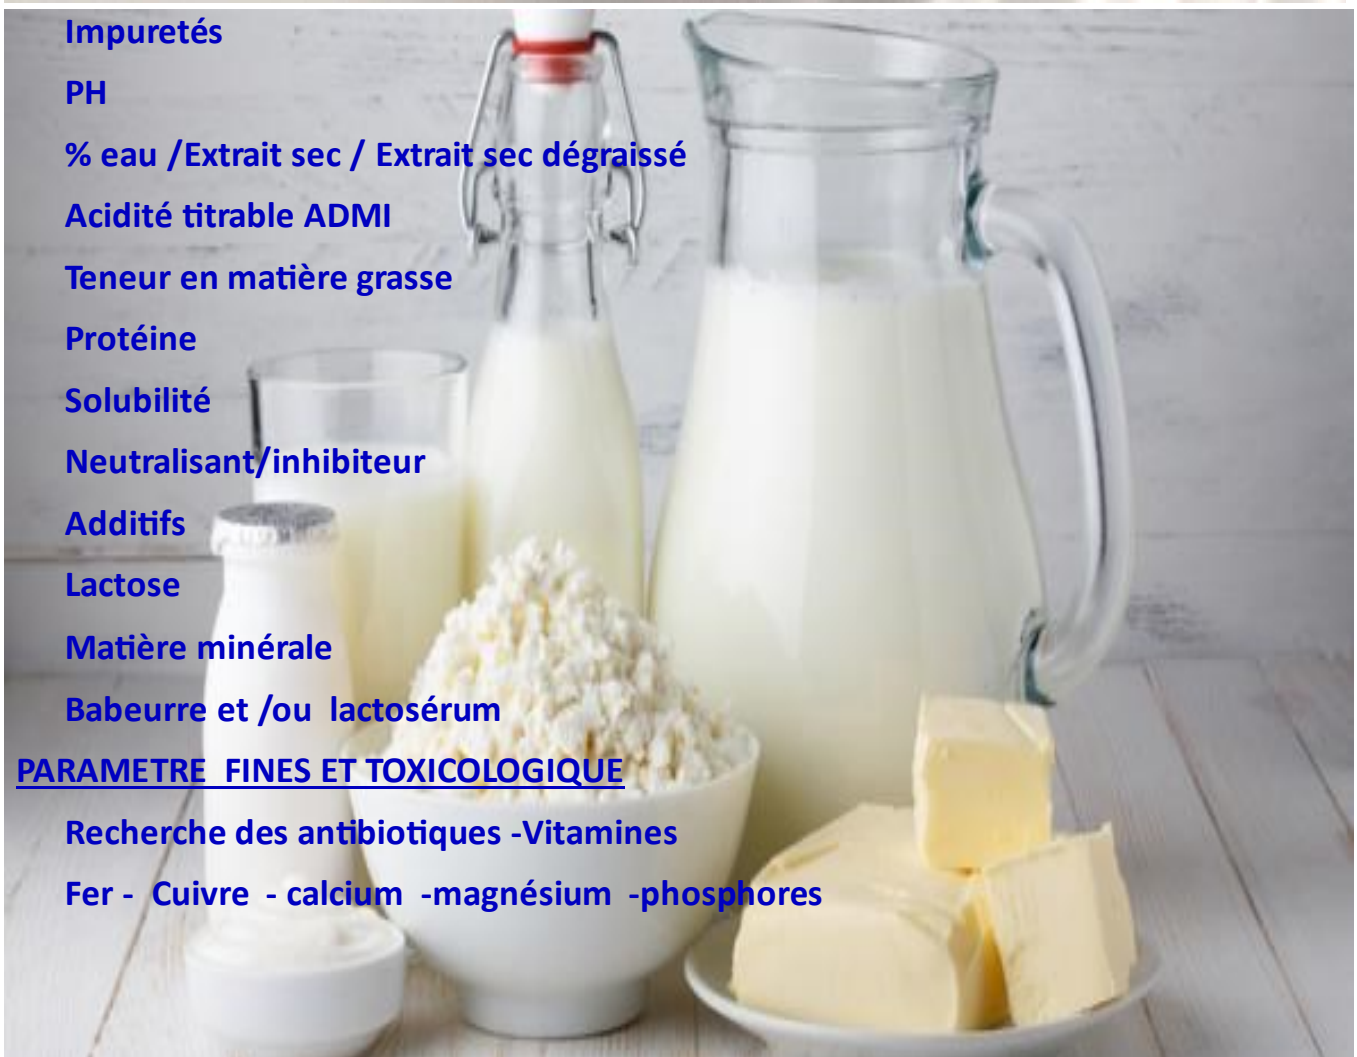 Impuretés
PH
% eau /Extrait sec / Extrait sec dégraissé
Acidité titrable ADMI
Teneur en matière grasse
Protéine
Solubilité
Neutralisant/inhibiteur
Additifs
Lactose
Matière minérale
Babeurre et /ou  lactosérum
PARAMETRE  FINES ET TOXICOLOGIQUE
Recherche des antibiotiques -Vitamines
Fer -  Cuivre  - calcium  -magnésium  -phosphores